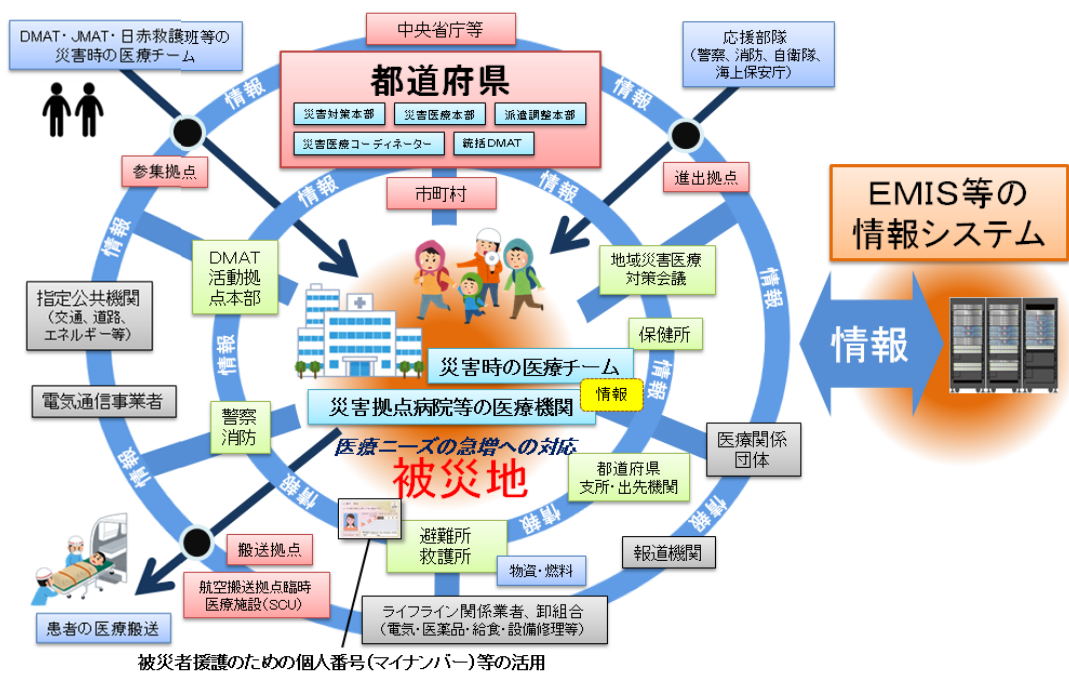 DMAT・JMAT・日赤救護班等の
災害時の医療チーム
中央省庁等
応援部隊
(警察、消防、自衛隊、
海上保安庁)
都道府県
災害対策本部
災害医療本部
派遣調整本部
災害医療コーディネーター
統括DMAT
情報
情報
参集拠点
進出拠点
市町村
情報
情報
EMIS等の
情報システム
情報
情報
DMAT
活動拠
点本部
地域災害医療
対策会議
指定公共機関
(交通、道路、
エネルギー等)
保健所
情報
情報
情報
災害時の医療チーム
情報
災害拠点病院等の医療機関
情報
電気通信事業者
警察
消防
医療ニーズの急増への対応
医療関係
団体
被災地
都道府県
支所・出先機関
情報
情報
情報
情報
避難所
救護所
搬送拠点
報道機関
物資・燃料
航空搬送拠点臨時
医療施設(SCU)
ライフライン関係業者、卸組合
(電気・医薬品・給食・設備修理等)
患者の医療搬送
被災者援護のための個人番号(マイナンバー)等の活用